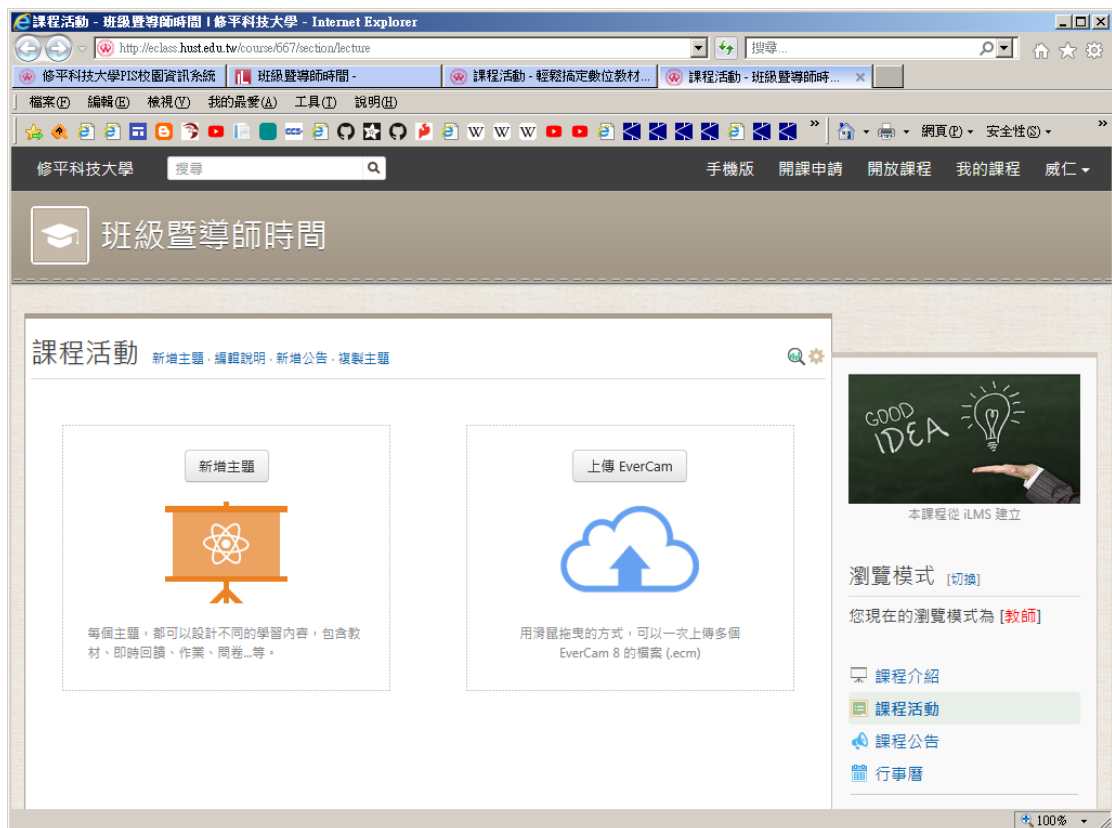 課程活動 - 班級暨導師時間 | 修平科技大學 - Internet Explorer
http://eclass.hust.edu.tw/course/667/section/lecture
搜尋...
修平科技大學PIS校園資訊系統
班級暨導師時間 -
課程活動 - 輕鬆搞定數位教材...
課程活動 - 班級暨導師時...
檔案(F) 編輯(E) 檢視(V) 我的最愛(A) 工具(T) 說明(H)
網頁(P) 安全性(S)
修平科技大學 搜尋 手機版 開課申請 開放課程 我的課程 威仁
班級暨導師時間
課程活動 新增主題 . 編輯說明 . 新增公告 . 複製主題
新增主題
每個主題,都可以設計不同的學習內容,包含教
材、即時回饋、作業、問卷...等。
上傳 EverCam
用滑鼠拖曳的方式,可以一次上傳多個
EverCam 8 的檔案 (.ecm)
GOOD
IDEA
本課程從 iLMS 建立
瀏覽模式 [切換]
您現在的瀏覽模式為 [教師]
課程介紹
課程活動
課程公告
行事曆
100%